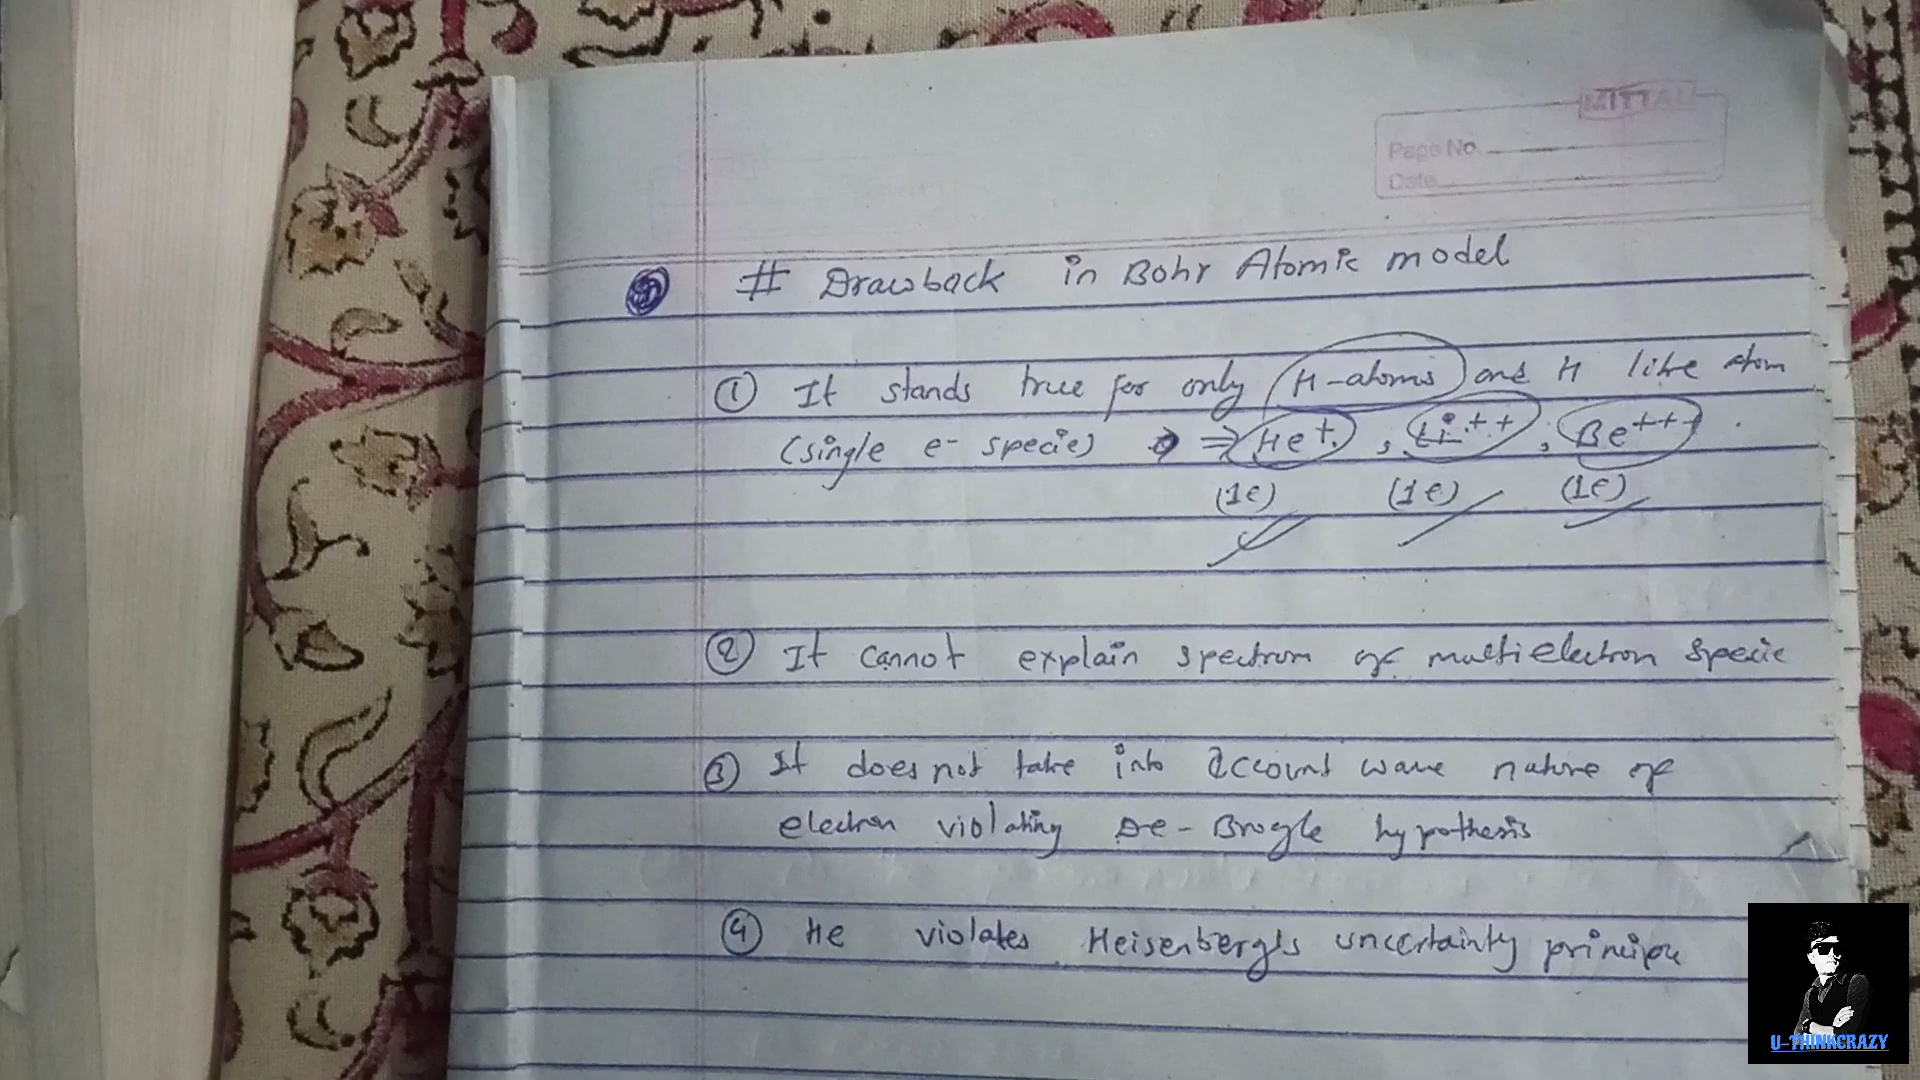 MITTAL
Page No.
Date
# Drawback in Bohr Atomic model
① It stands true for only H-atoms and H like atom
(single e- specie) ⇒ He+, Li++, Be+++.
(1e) (1e) (1e)
② It cannot explain spectrum of multielectron specie
③ It does not take into account wave nature of
electron violating De-Brogle hypothesis
④ He violates Heisenberg's uncertainty principle
U-THINKCRAZY